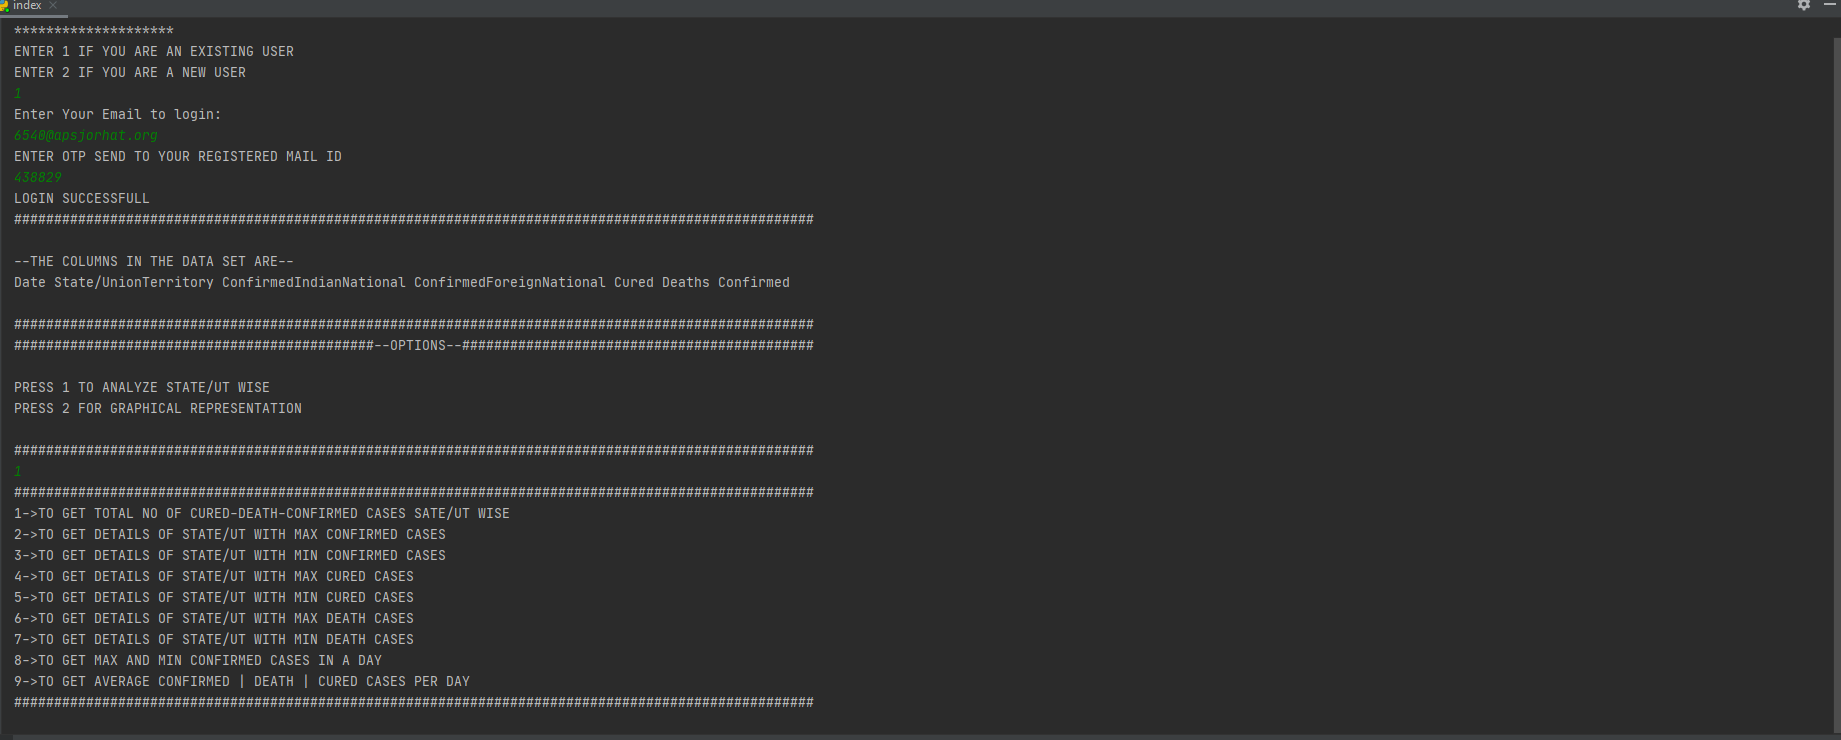 index
********************
ENTER 1 IF YOU ARE AN EXISTING USER
ENTER 2 IF YOU ARE A NEW USER
1
Enter Your Email to login:
6540@apsjorhat.org
ENTER OTP SEND TO YOUR REGISTERED MAIL ID
438829
LOGIN SUCCESSFULL
####################################################################################################
--THE COLUMNS IN THE DATA SET ARE--
Date State/UnionTerritory ConfirmedIndianNational ConfirmedForeignNational Cured Deaths Confirmed
####################################################################################################
#############################################--OPTIONS--############################################
PRESS 1 TO ANALYZE STATE/UT WISE
PRESS 2 FOR GRAPHICAL REPRESENTATION
####################################################################################################
1
####################################################################################################
1->TO GET TOTAL NO OF CURED-DEATH-CONFIRMED CASES SATE/UT WISE
2->TO GET DETAILS OF STATE/UT WITH MAX CONFIRMED CASES
3->TO GET DETAILS OF STATE/UT WITH MIN CONFIRMED CASES
4->TO GET DETAILS OF STATE/UT WITH MAX CURED CASES
5->TO GET DETAILS OF STATE/UT WITH MIN CURED CASES
6->TO GET DETAILS OF STATE/UT WITH MAX DEATH CASES
7->TO GET DETAILS OF STATE/UT WITH MIN DEATH CASES
8->TO GET MAX AND MIN CONFIRMED CASES IN A DAY
9->TO GET AVERAGE CONFIRMED | DEATH | CURED CASES PER DAY
####################################################################################################